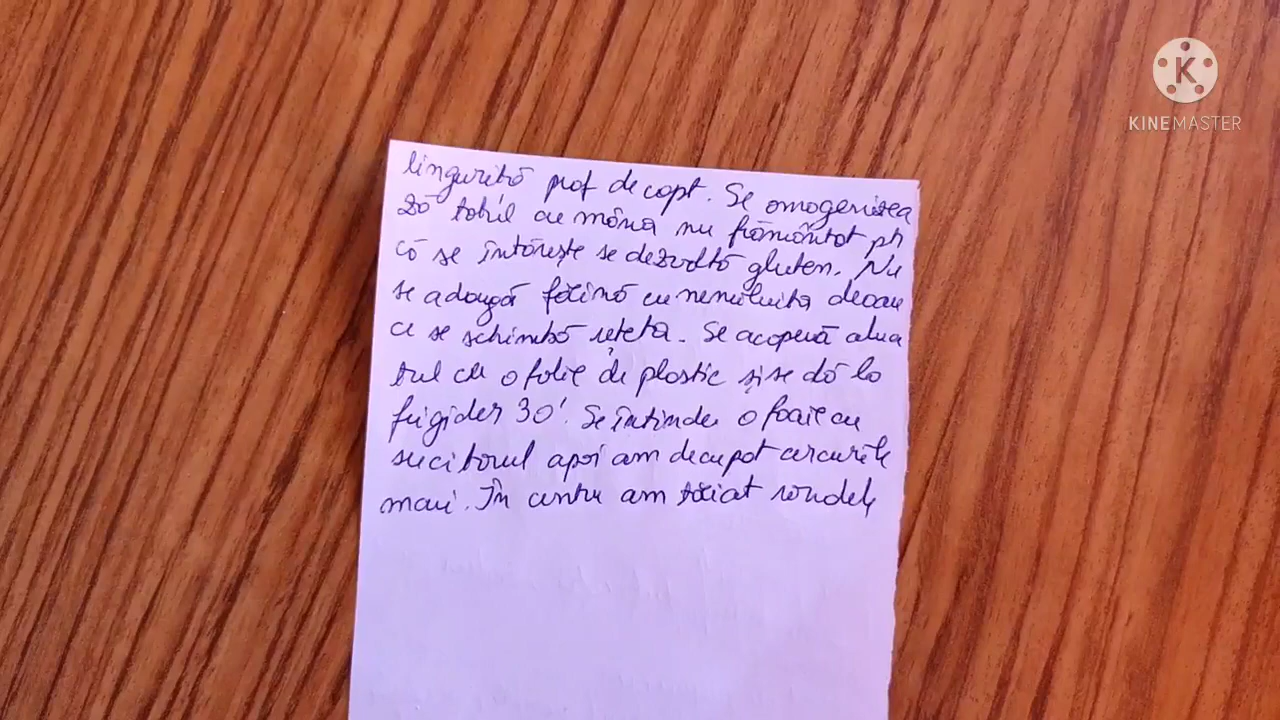 KINEMASTER
linguriță praf de copt. Se omogenizea
ză totul cu mâna nu frământat pt
că se întărește se dezvoltă gluten. Nu
se adaugă făină cu nemiluita deoare
ce se schimbă rețeta. Se acoperă alua
tul cu o folie de plastic și se dă la
frigider 30'. Se întinde o foaie cu
sucitorul apoi am decupat cercurile
mari. În centru am tăiat rondele